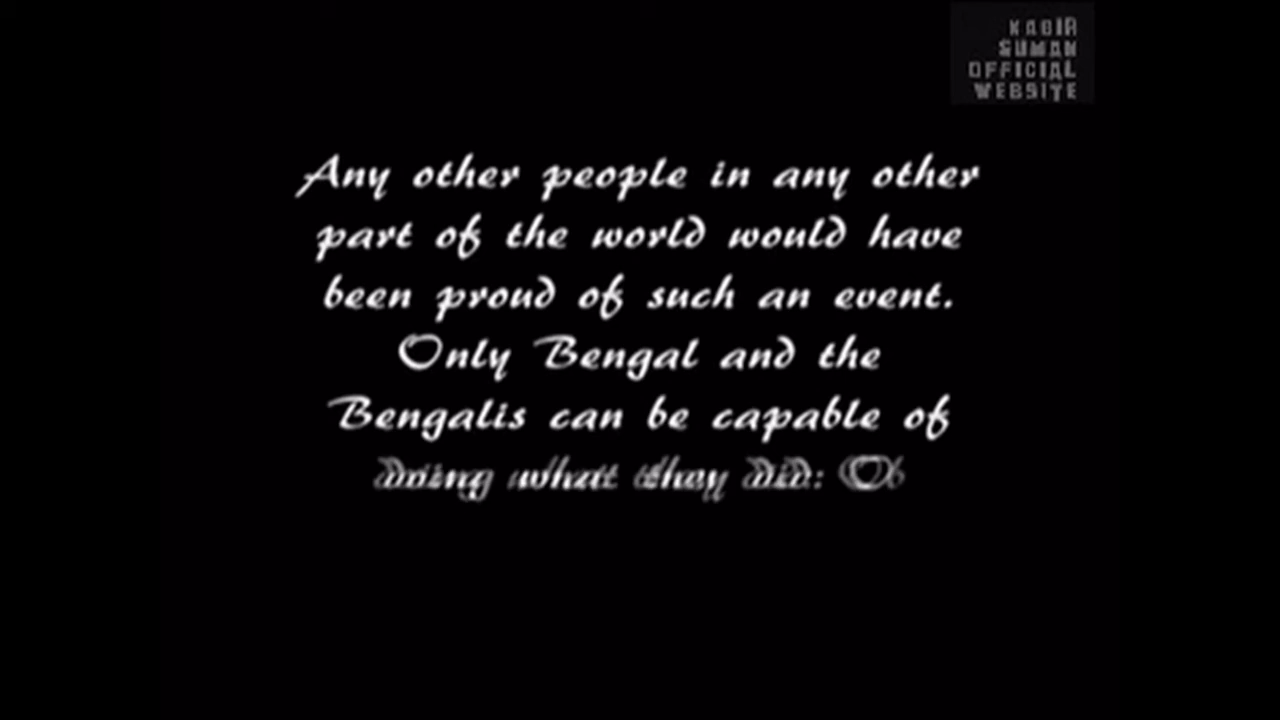 KABIR
SUMAN
OFFICIAL
WEBSITE
Any other people in any other
part of the world would have
been proud of such an event.
Only Bengal and the
Bengalis can be capable of
doing what they did: